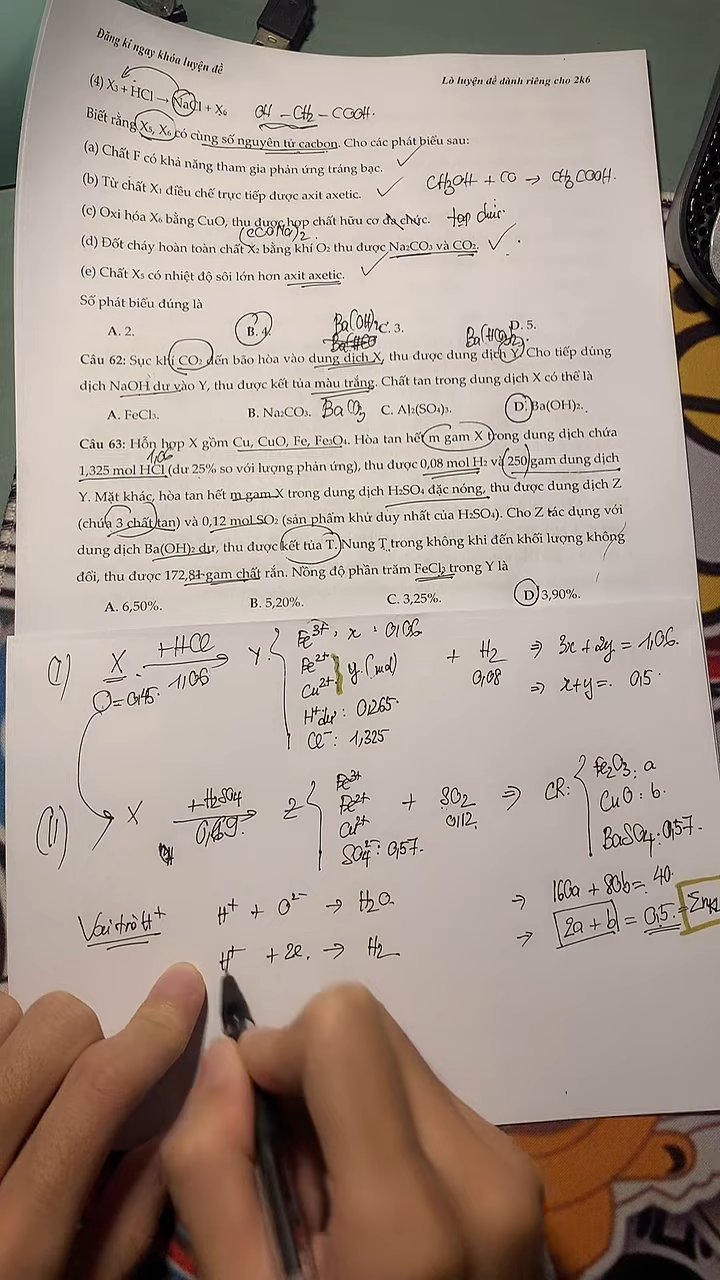 Đăng kí ngay khóa luyện đề
Lò luyện đề dành riêng cho 2k6
(4) X₃ + HCl → NaCl + X₆
OH – CH₂ – COOH.
Biết rằng X₅, X₆ có cùng số nguyên tử cacbon. Cho các phát biểu sau:
(a) Chất F có khả năng tham gia phản ứng tráng bạc.
(b) Từ chất X₁ điều chế trực tiếp được axit axetic.
CH₃OH + CO → CH₃COOH.
(c) Oxi hóa X₆ bằng CuO, thu được hợp chất hữu cơ đa chức.
tạp chức.
(d) Đốt cháy hoàn toàn chất X₂ bằng khí O₂ thu được Na₂CO₃ và CO₂.
(e) Chất X₅ có nhiệt độ sôi lớn hơn axit axetic.
Số phát biểu đúng là
A. 2.
B. 4.
C. 3.
D. 5.
Ba(OH)₂
Ba(HCO₃)₂
Câu 62: Sục khí CO₂ đến bão hòa vào dung dịch X, thu được dung dịch Y. Cho tiếp dung
dịch NaOH dư vào Y, thu được kết tủa màu trắng. Chất tan trong dung dịch X có thể là
A. FeCl₃.
B. Na₂CO₃.
BaCO₃
C. Al₂(SO₄)₃.
D. Ba(OH)₂.
Câu 63: Hỗn hợp X gồm Cu, CuO, Fe, Fe₃O₄. Hòa tan hết m gam X trong dung dịch chứa
1,06
1,325 mol HCl (dư 25% so với lượng phản ứng), thu được 0,08 mol H₂ và 250 gam dung dịch
Y. Mặt khác, hòa tan hết m gam X trong dung dịch H₂SO₄ đặc nóng, thu được dung dịch Z
(chứa 3 chất tan) và 0,12 mol SO₂ (sản phẩm khử duy nhất của H₂SO₄). Cho Z tác dụng với
dung dịch Ba(OH)₂ dư, thu được kết tủa T. Nung T trong không khí đến khối lượng không
đổi, thu được 172,81 gam chất rắn. Nồng độ phần trăm FeCl₂ trong Y là
A. 6,50%.
B. 5,20%.
C. 3,25%.
D. 3,90%.
X + HCl → Y
1,06
O = 0,45
Fe³⁺ : x = 0,06
Fe²⁺
Cu²⁺ y (mol)
H⁺ dư : 0,265
Cl⁻ : 1,325
+ H₂
0,08
⇒ 3x + 2y = 1,06.
⇒ x + y = 0,5.
X + H₂SO₄ → Z
0,69
Fe³⁺
Fe²⁺
Cu²⁺
SO₄²⁻ : 0,57.
+ SO₂
0,12
⇒ CR:
Fe₂O₃ : a
CuO : b.
BaSO₄ : 0,57.
→ 160a + 80b = 40.
→ 2a + b = 0,5 =
Vai trò H⁺
H⁺ + O²⁻ → H₂O
H⁺ + 2e. → H₂